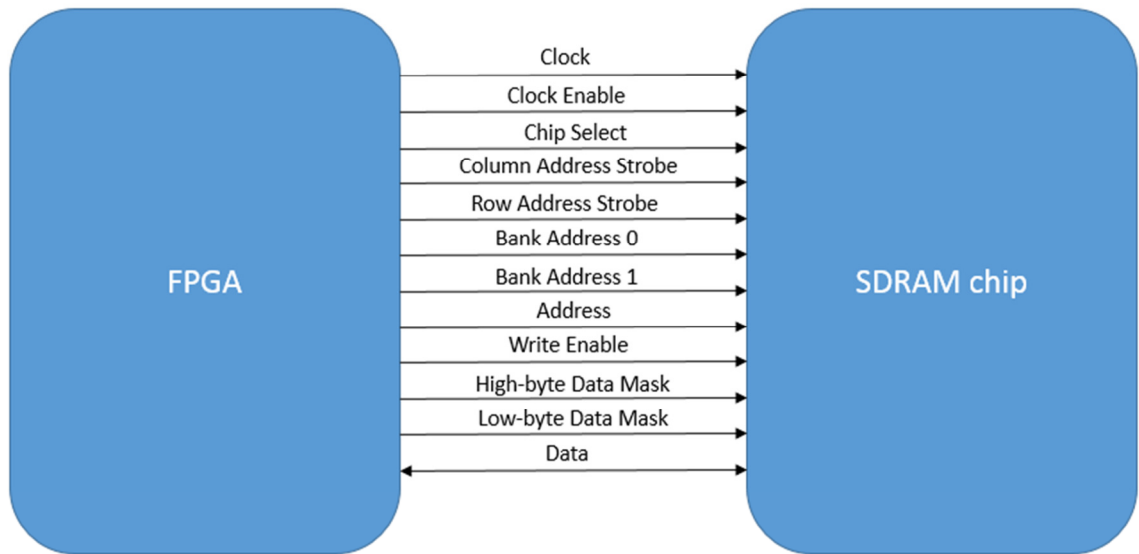 Clock
Clock Enable
Chip Select
Column Address Strobe
Row Address Strobe
Bank Address 0
FPGA
Bank Address 1
SDRAM chip
Address
Write Enable
High-byte Data Mask
Low-byte Data Mask
Data